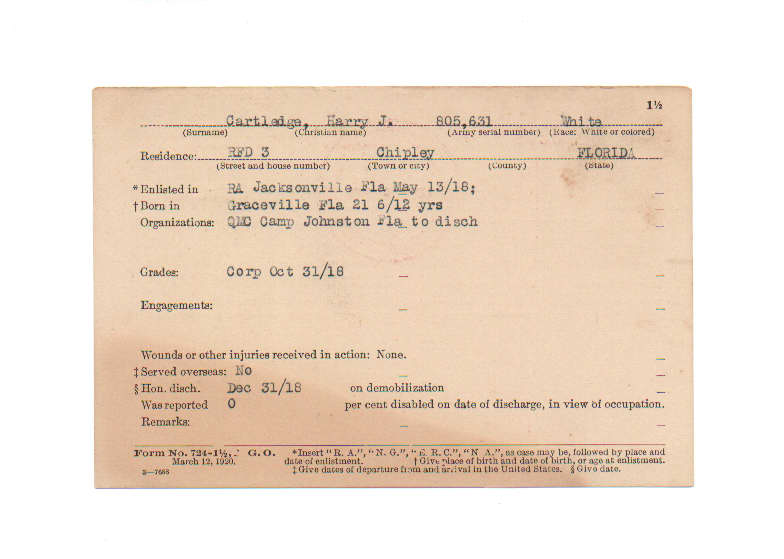 1½
Cartledge, Harry J. 805,631 White
(Surname) (Christian name) (Army serial number) (Race: White or colored)
Residence: RFD 3 Chipley FLORIDA
(Street and house number) (Town or city) (County) (State)
*Enlisted in RA Jacksonville Fla May 13/18;
†Born in Graceville Fla 21 6/12 yrs
Organizations: QMC Camp Johnston Fla to disch
Grades: Corp Oct 31/18
Engagements:
Wounds or other injuries received in action: None.
‡Served overseas: No
§Hon. disch. Dec 31/18 on demobilization
Was reported 0 per cent disabled on date of discharge, in view of occupation.
Remarks:
Form No. 724-1½, G. O. *Insert "R. A.", "N. G.", "E. R. C.", "N A.", as case may be, followed by place and
March 12, 1920. date of enlistment. †Give place of birth and date of birth, or age at enlistment.
3—7668 ‡Give dates of departure from and arrival in the United States. §Give date.